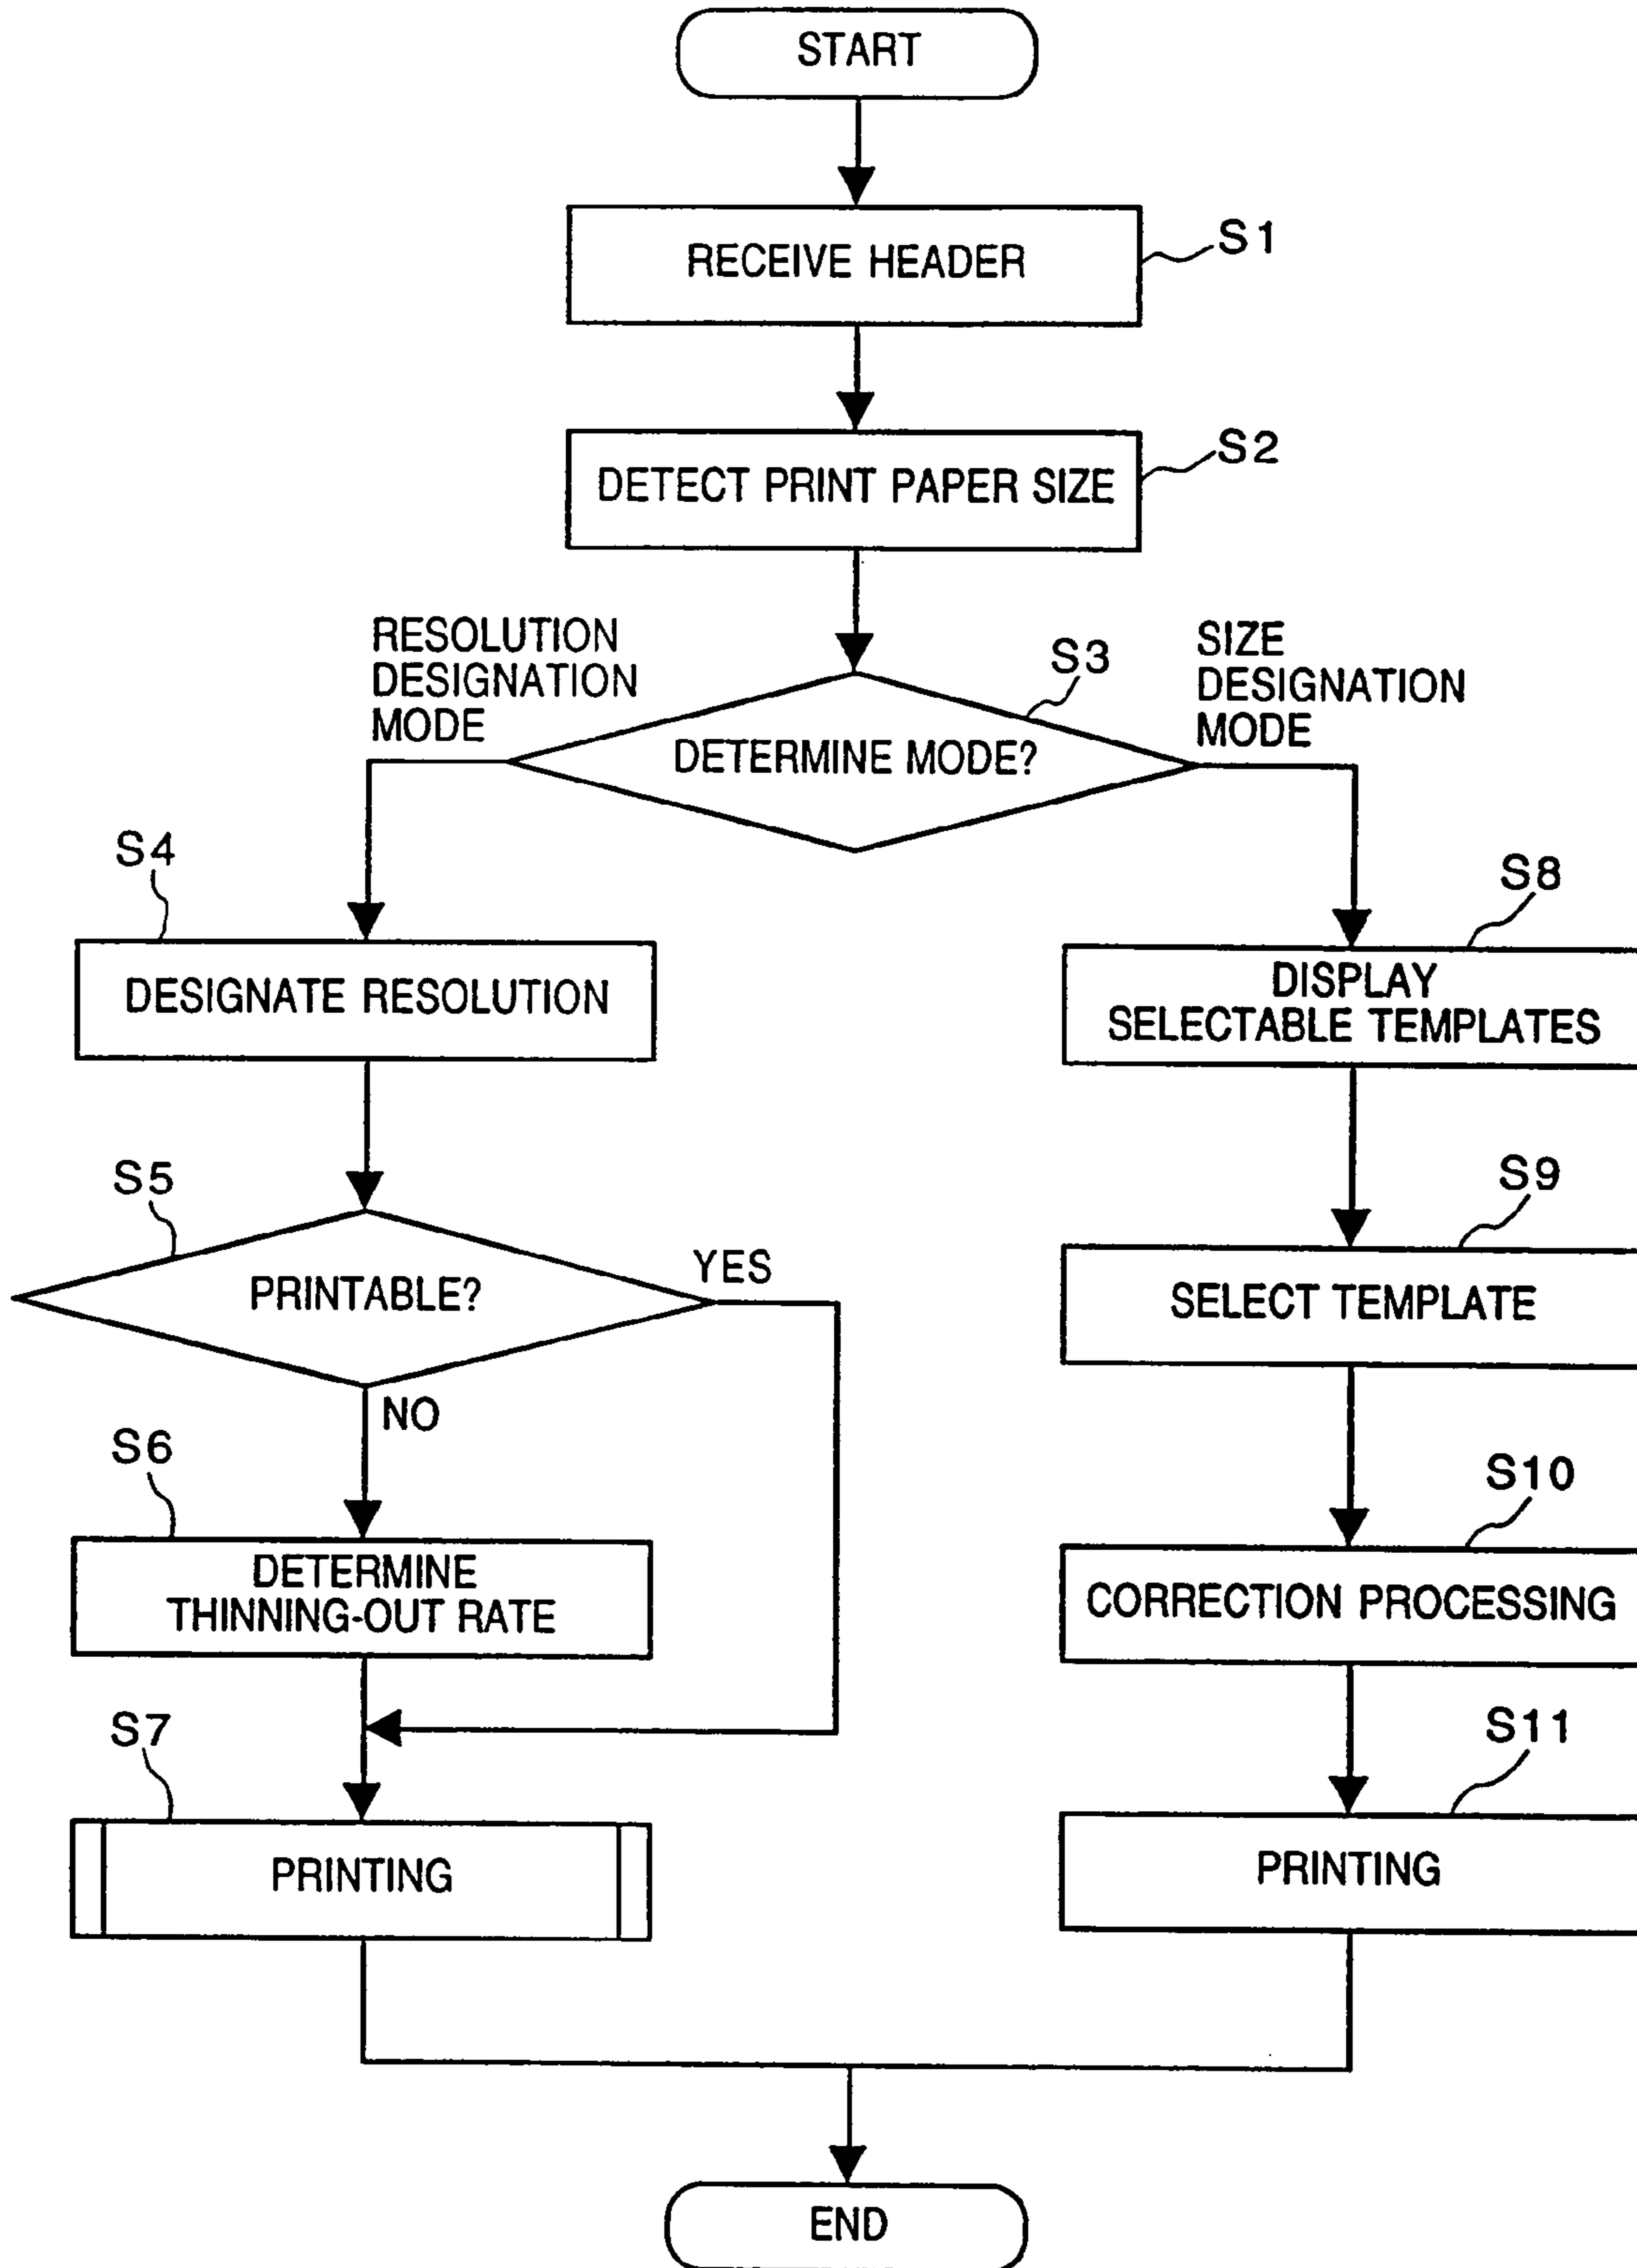 START
RECEIVE HEADER
S1
DETECT PRINT PAPER SIZE
S2
RESOLUTION
DESIGNATION
MODE
S3
SIZE
DESIGNATION
MODE
DETERMINE MODE?
S4
DESIGNATE RESOLUTION
S5
PRINTABLE?
YES
NO
S6
DETERMINE
THINNING-OUT RATE
S7
PRINTING
S8
DISPLAY
SELECTABLE TEMPLATES
S9
SELECT TEMPLATE
S10
CORRECTION PROCESSING
S11
PRINTING
END